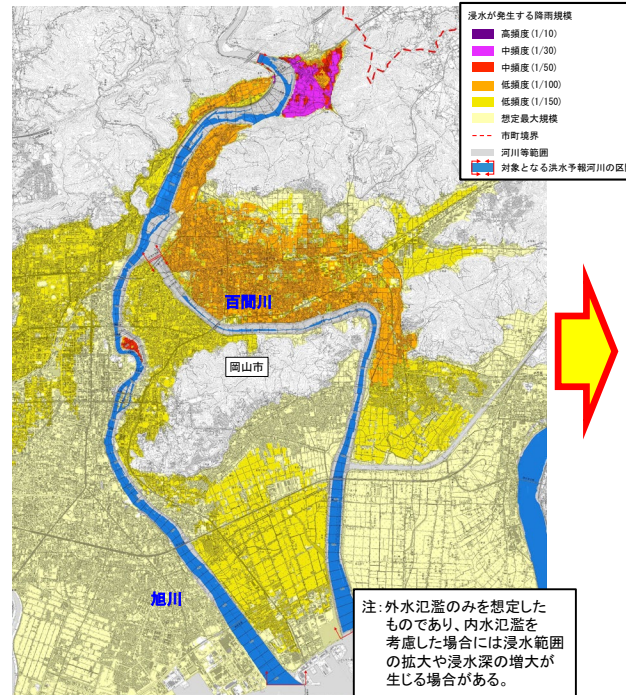 浸水が発生する降雨規模
高頻度(1/10)
中頻度(1/30)
中頻度(1/50)
低頻度(1/100)
低頻度(1/150)
想定最大規模
市町境界
河川等範囲
対象となる洪水予報河川の区
百間川
岡山市
旭川
注:外水氾濫のみを想定した
ものであり、内水氾濫を
考慮した場合には浸水範囲
の拡大や浸水深の増大が
生じる場合がある。